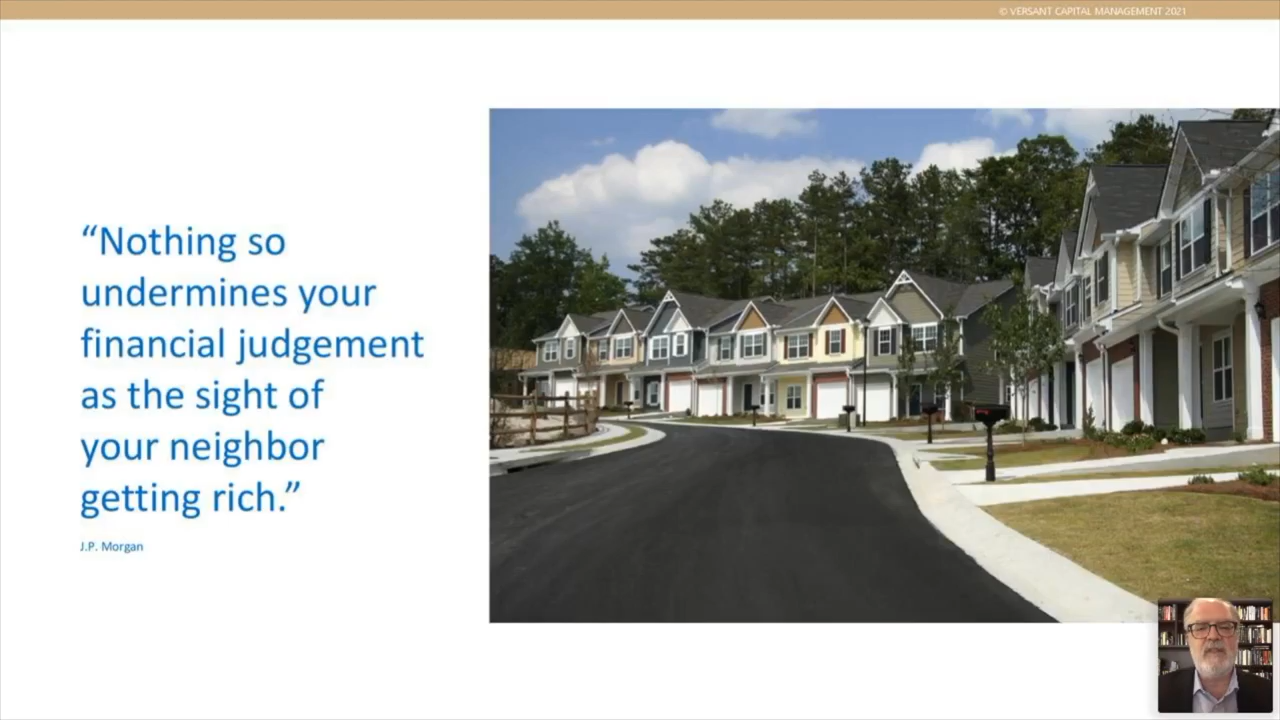 © VERSANT CAPITAL MANAGEMENT 2021
“Nothing so
undermines your
financial judgement
as the sight of
your neighbor
getting rich.”
J.P. Morgan